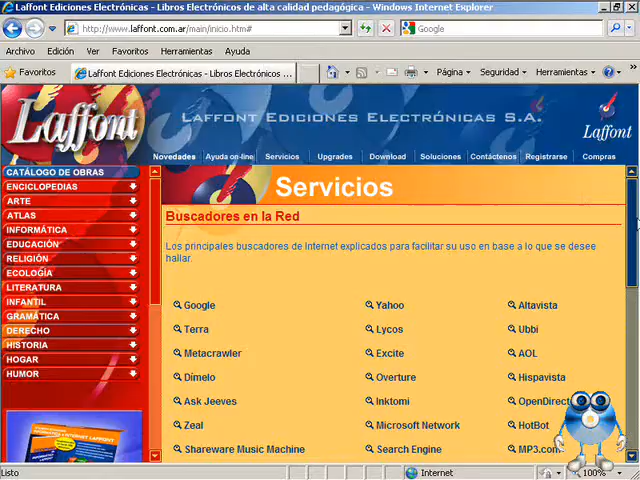 Laffont Ediciones Electrónicas - Libros Electrónicos de alta calidad pedagógica - Windows Internet Explorer
http://www.laffont.com.ar/main/inicio.htm#
Google
Archivo Edición Ver Favoritos Herramientas Ayuda
Favoritos
Laffont Ediciones Electrónicas - Libros Electrónicos ...
Página Seguridad Herramientas
Laffont
LAFFONT EDICIONES ELECTRÓNICAS S.A.
Laffont
Novedades Ayuda on-line Servicios Upgrades Download Soluciones Contáctenos Registrarse Compras
CATÁLOGO DE OBRAS
ENCICLOPEDIAS
ARTE
ATLAS
INFORMÁTICA
EDUCACIÓN
RELIGIÓN
ECOLOGÍA
LITERATURA
INFANTIL
GRAMÁTICA
DERECHO
HISTORIA
HOGAR
HUMOR
Servicios
Buscadores en la Red
Los principales buscadores de Internet explicados para facilitar su uso en base a lo que se desee
hallar.
Google Yahoo Altavista
Terra Lycos Ubbi
Metacrawler Excite AOL
Dímelo Overture Hispavista
Ask Jeeves Inktomi OpenDirect
Zeal Microsoft Network HotBot
Shareware Music Machine Search Engine MP3.com
Listo
Internet
100%